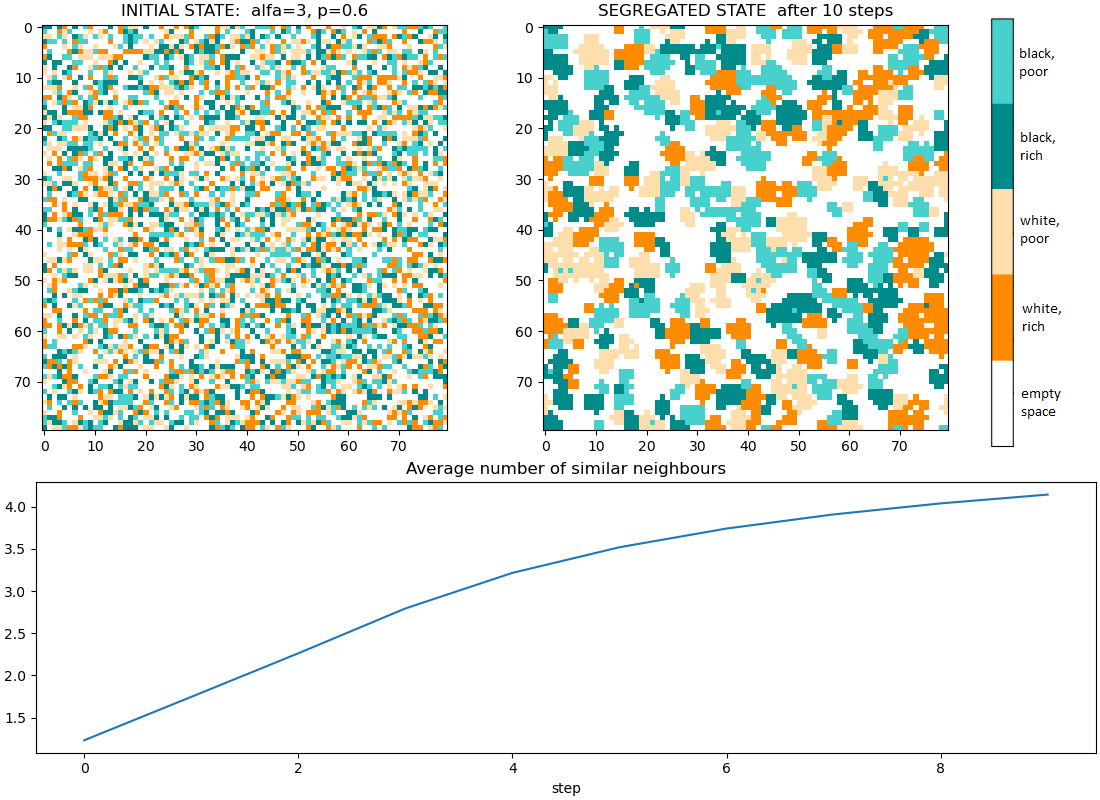 INITIAL STATE:  alfa=3, p=0.6
SEGREGATED STATE  after 10 steps
0
10
20
30
40
50
60
70
0 10 20 30 40 50 60 70
0
10
20
30
40
50
60
70
0 10 20 30 40 50 60 70
black,
poor
black,
rich
white,
poor
white,
rich
empty
space
Average number of similar neighbours
4.0
3.5
3.0
2.5
2.0
1.5
0 2 4 6 8
step